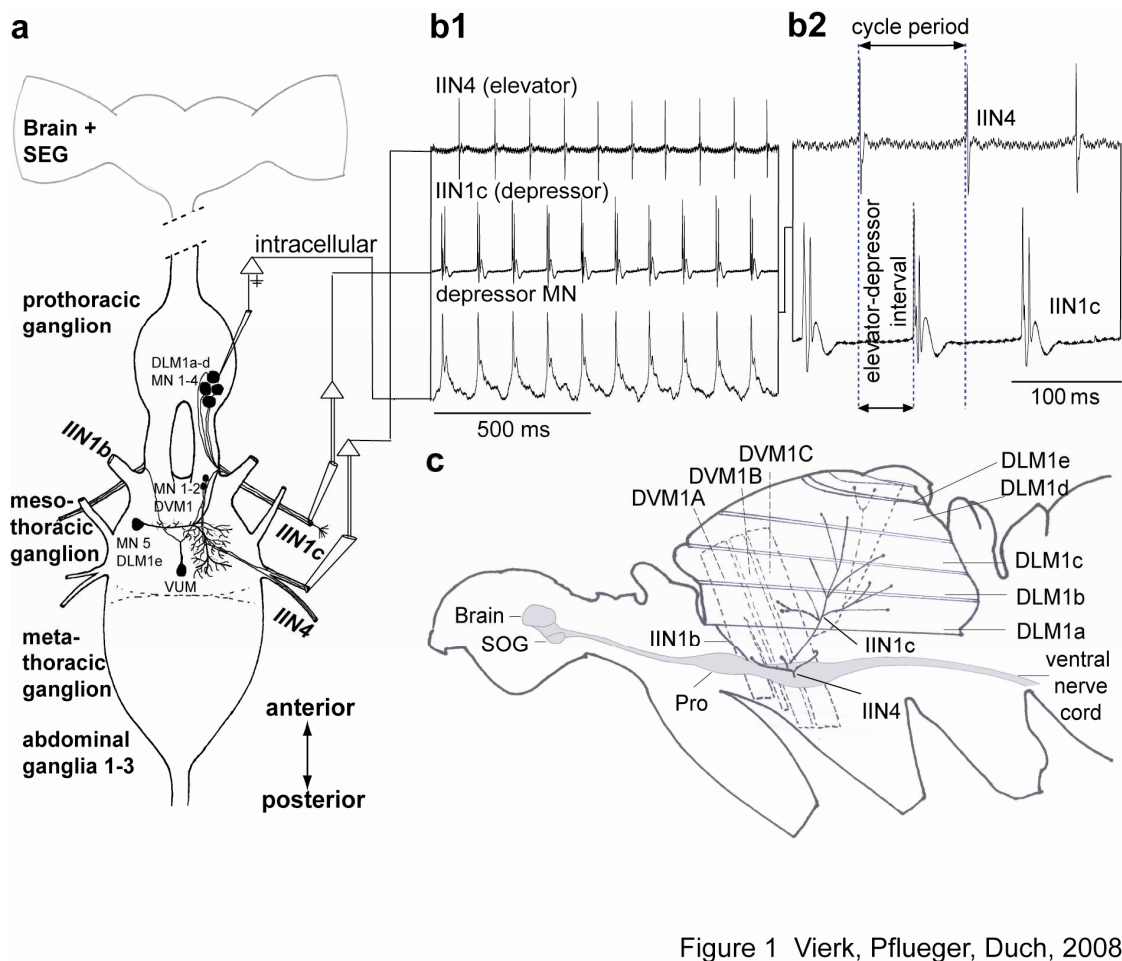 a
Brain +
SEG
intracellular
prothoracic
ganglion
DLM1a-d
MN 1-4
IIN1b
meso-
thoracic
ganglion
MN 1-2
DVM1
MN 5
DLM1e
VUM
IIN1c
IIN4
meta-
thoracic
ganglion
abdominal
ganglia 1-3
anterior
posterior
b1
IIN4 (elevator)
IIN1c (depressor)
depressor MN
500 ms
b2
cycle period
IIN4
elevator-depressor
interval
IIN1c
100 ms
c
DVM1A
DVM1B
DVM1C
DLM1e
DLM1d
DLM1c
DLM1b
DLM1a
Brain
SOG
IIN1b
IIN1c
Pro
IIN4
ventral
nerve
cord
Figure 1 Vierk, Pflueger, Duch, 2008